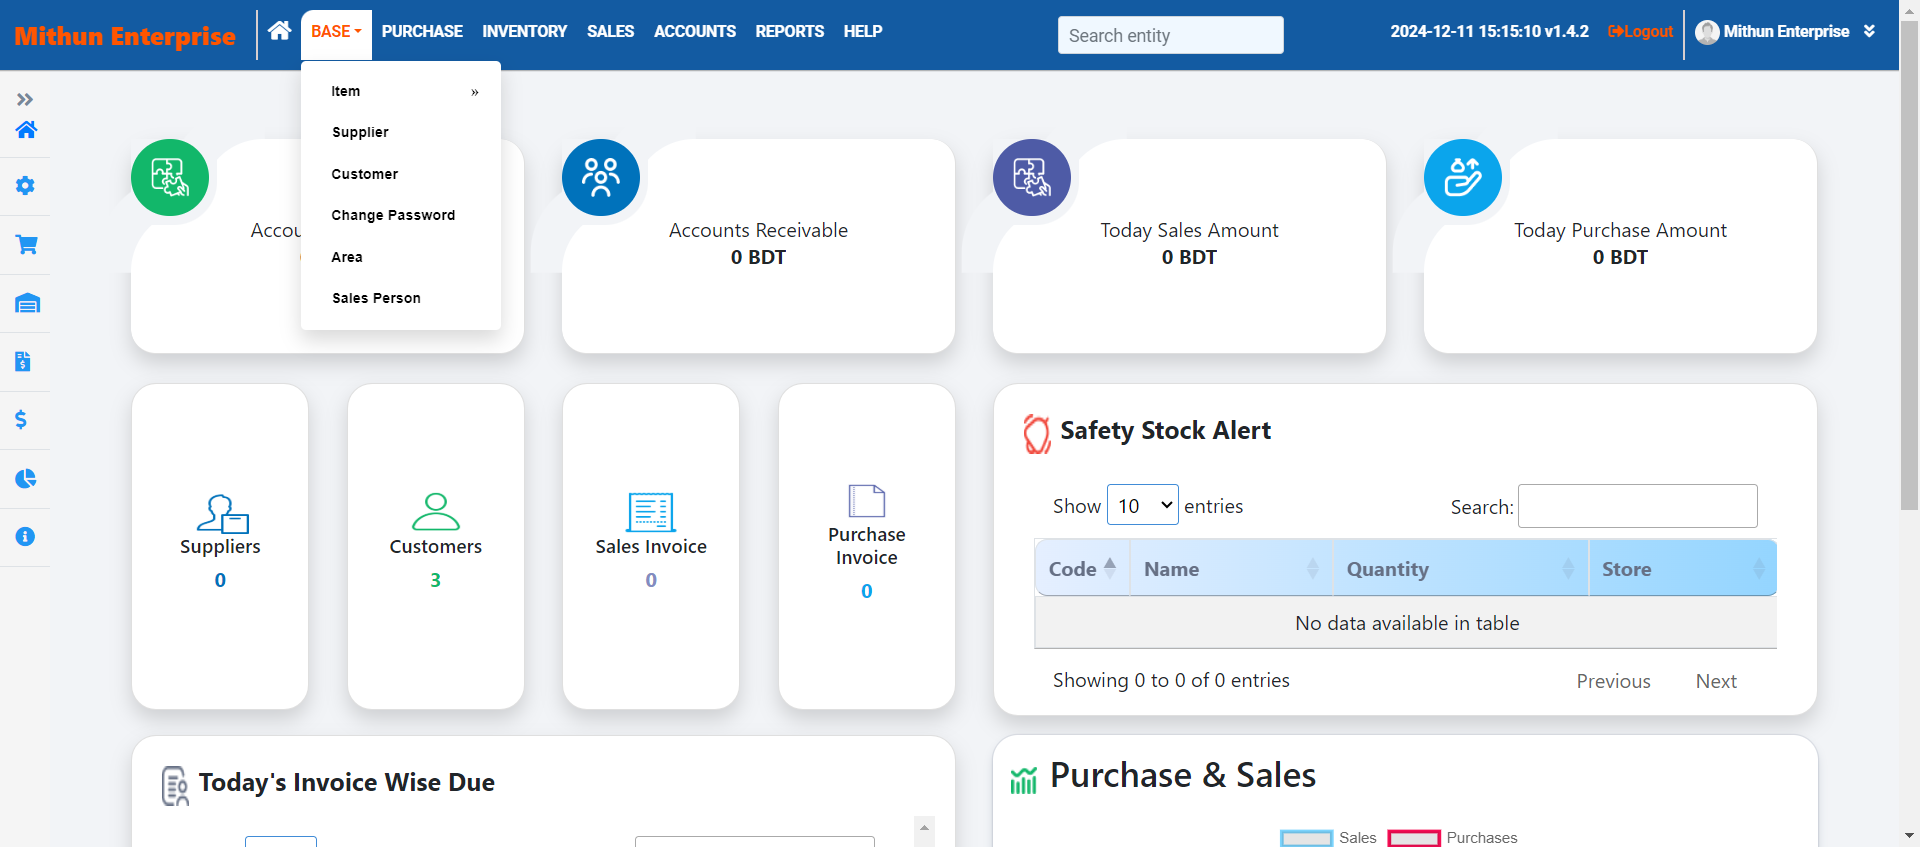 Mithun Enterprise
BASE
PURCHASE
INVENTORY
SALES
ACCOUNTS
REPORTS
HELP
Search entity
2024-12-11 15:15:10 v1.4.2
Logout
Mithun Enterprise
Item »
Supplier
Customer
Change Password
Area
Sales Person
Accounts Receivable
0 BDT
Today Sales Amount
0 BDT
Today Purchase Amount
0 BDT
Suppliers
0
Customers
3
Sales Invoice
0
Purchase
Invoice
0
Safety Stock Alert
Show 10 entries
Search:
Code Name Quantity Store
No data available in table
Showing 0 to 0 of 0 entries
Previous Next
Today's Invoice Wise Due
Purchase & Sales
Sales Purchases